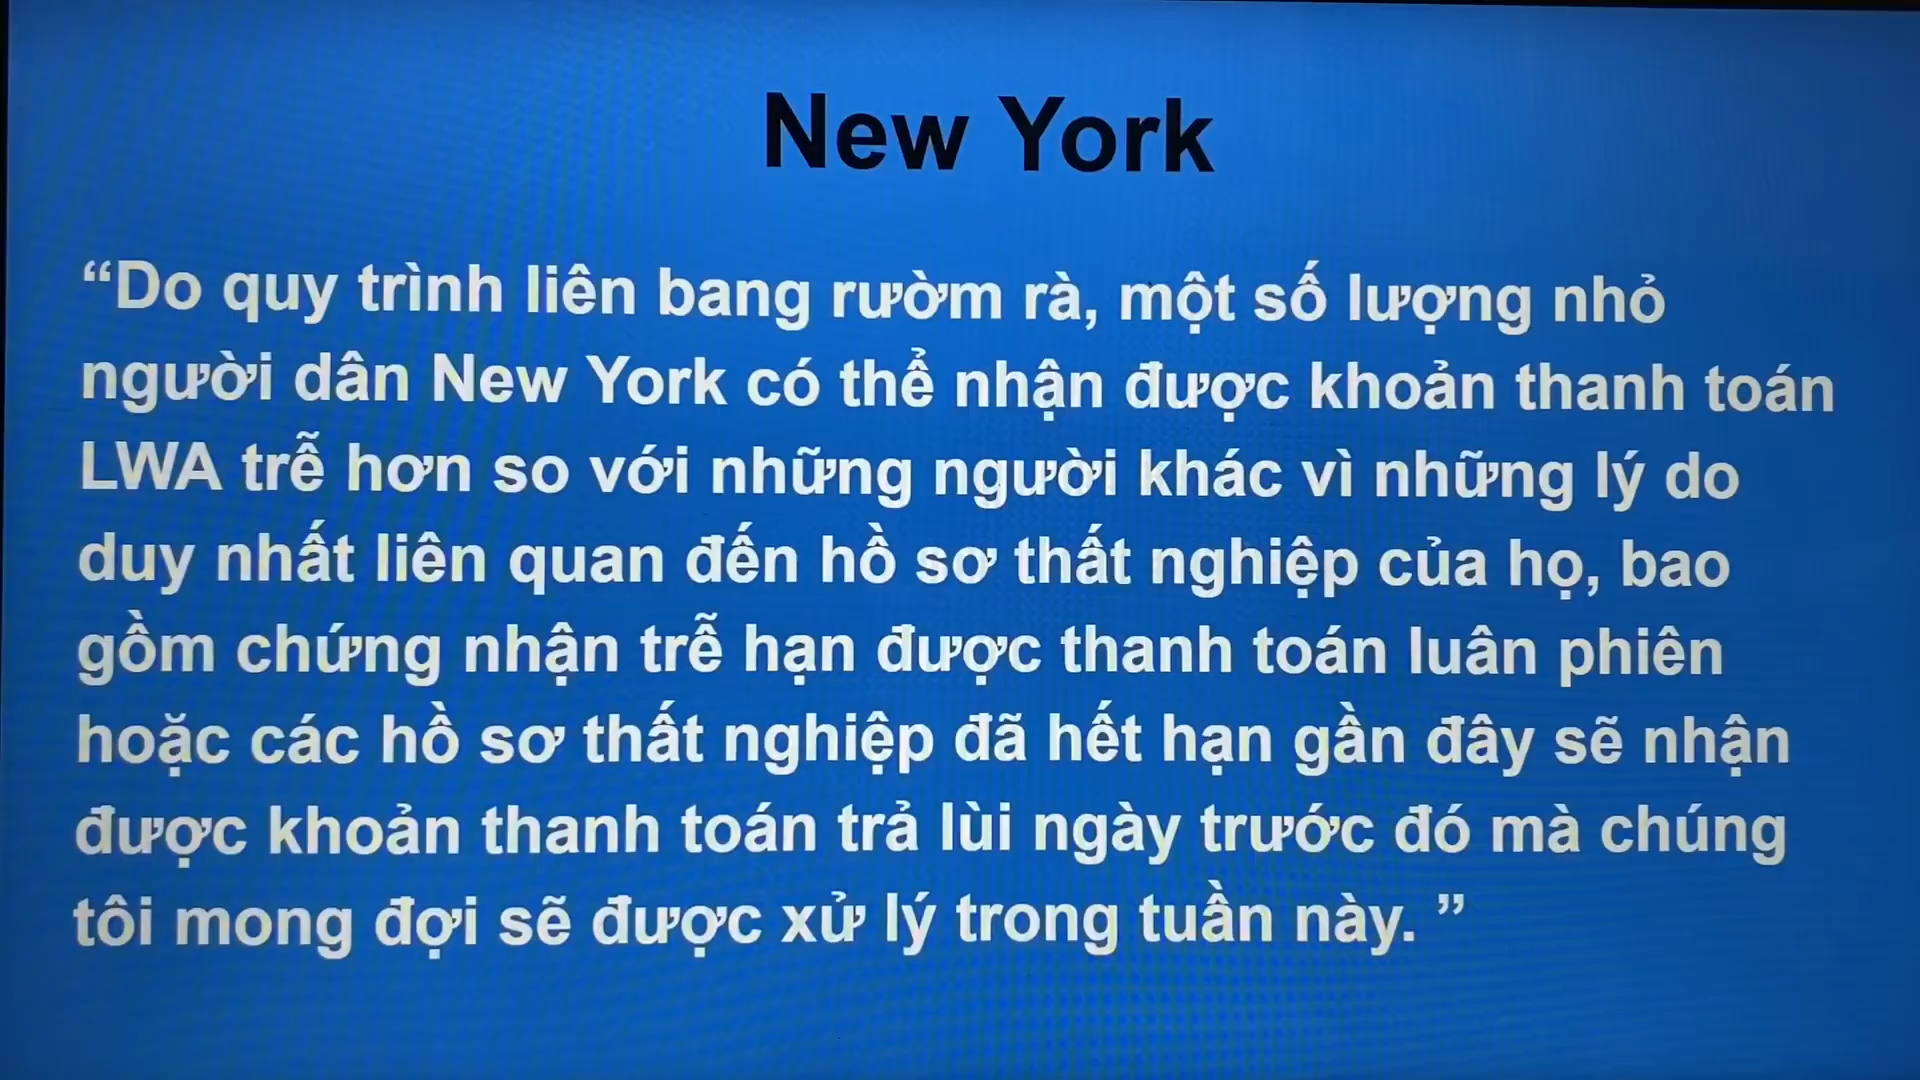 New York
“Do quy trình liên bang rườm rà, một số lượng nhỏ
người dân New York có thể nhận được khoản thanh toán
LWA trễ hơn so với những người khác vì những lý do
duy nhất liên quan đến hồ sơ thất nghiệp của họ, bao
gồm chứng nhận trễ hạn được thanh toán luân phiên
hoặc các hồ sơ thất nghiệp đã hết hạn gần đây sẽ nhận
được khoản thanh toán trả lùi ngày trước đó mà chúng
tôi mong đợi sẽ được xử lý trong tuần này. ”